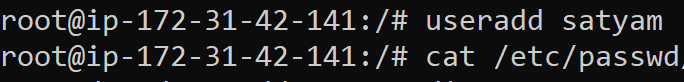 root@ip-172-31-42-141:/# useradd satyam
root@ip-172-31-42-141:/# cat /etc/passwd/